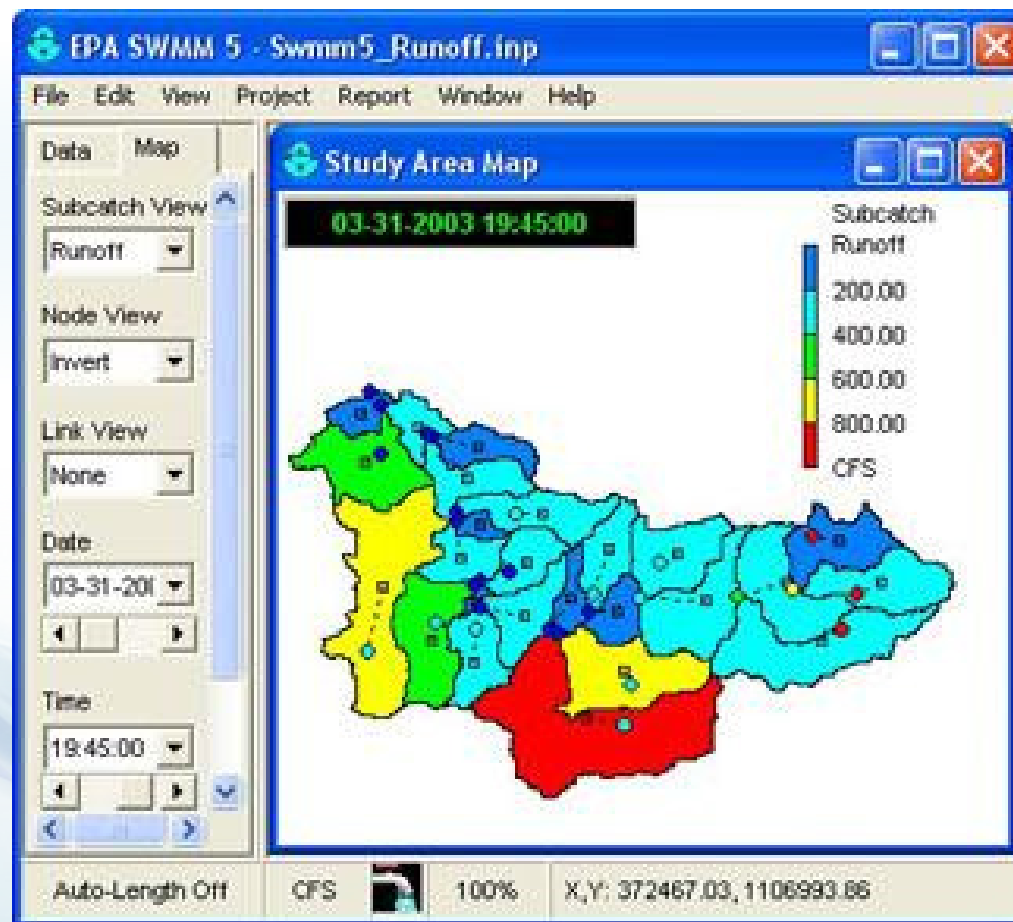 EPA SWMM 5 - Swmm5_Runoff.inp
File Edit View Project Report Window Help
Data Map
Subcatch View
Runoff
Node View
Invert
Link View
None
Date
03-31-200
Time
19:45:00
Study Area Map
03-31-2003 19:45:00
Subcatch
Runoff
200.00
400.00
600.00
800.00
CFS
Auto-Length Off CFS 100% X,Y: 372467.03, 1106993.86